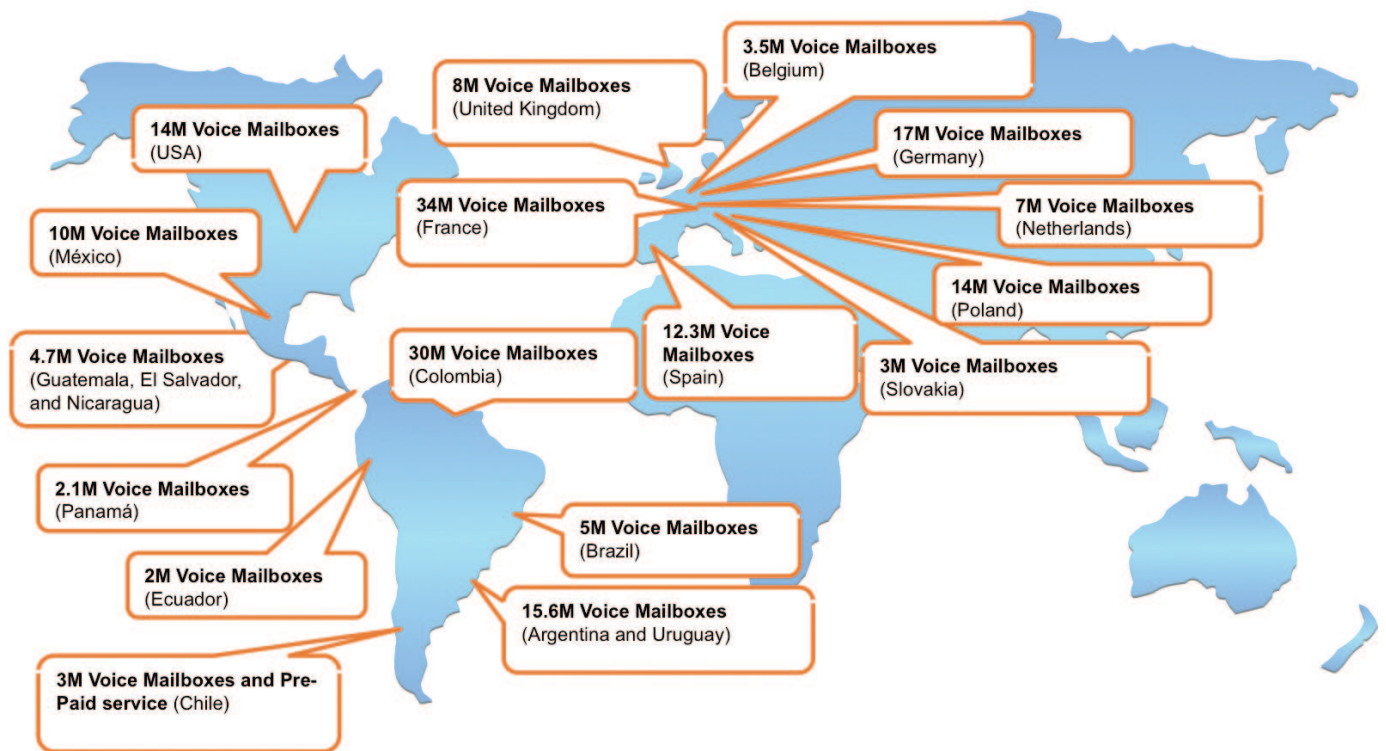 3.5M Voice Mailboxes
(Belgium)
8M Voice Mailboxes
(United Kingdom)
14M Voice Mailboxes
(USA)
17M Voice Mailboxes
(Germany)
34M Voice Mailboxes
(France)
7M Voice Mailboxes
(Netherlands)
10M Voice Mailboxes
(México)
14M Voice Mailboxes
(Poland)
12.3M Voice
Mailboxes
(Spain)
4.7M Voice Mailboxes
(Guatemala, El Salvador,
and Nicaragua)
30M Voice Mailboxes
(Colombia)
3M Voice Mailboxes
(Slovakia)
2.1M Voice Mailboxes
(Panamá)
5M Voice Mailboxes
(Brazil)
2M Voice Mailboxes
(Ecuador)
15.6M Voice Mailboxes
(Argentina and Uruguay)
3M Voice Mailboxes and Pre-
Paid service (Chile)